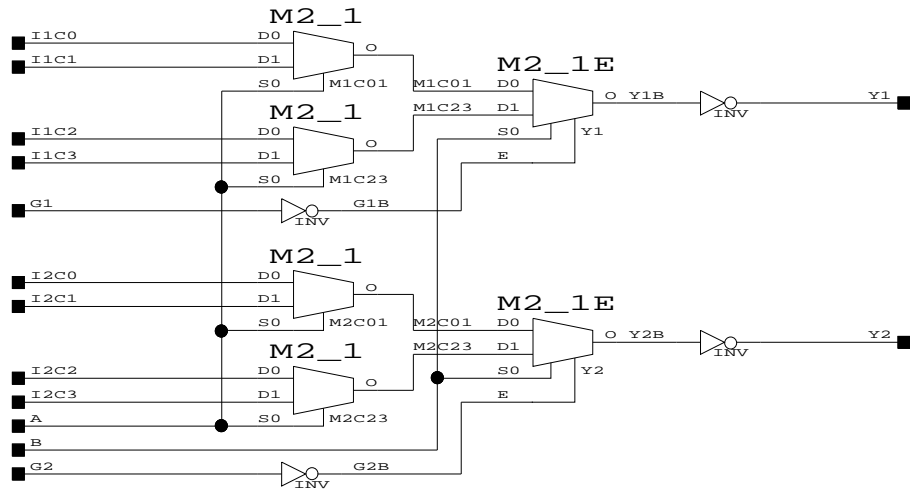 M2_1
I1C0 D0
I1C1 D1 O M2_1E
S0 M1C01 M1C01 D0
M2_1 M1C23 D1 O Y1B INV Y1
I1C2 D0 O S0 Y1
I1C3 D1 E
S0 M1C23
G1 INV G1B
M2_1
I2C0 D0
I2C1 D1 O M2_1E
S0 M2C01 M2C01 D0
M2_1 M2C23 D1 O Y2B INV Y2
I2C2 D0 O S0 Y2
I2C3 D1 E
A S0 M2C23
B
G2 INV G2B